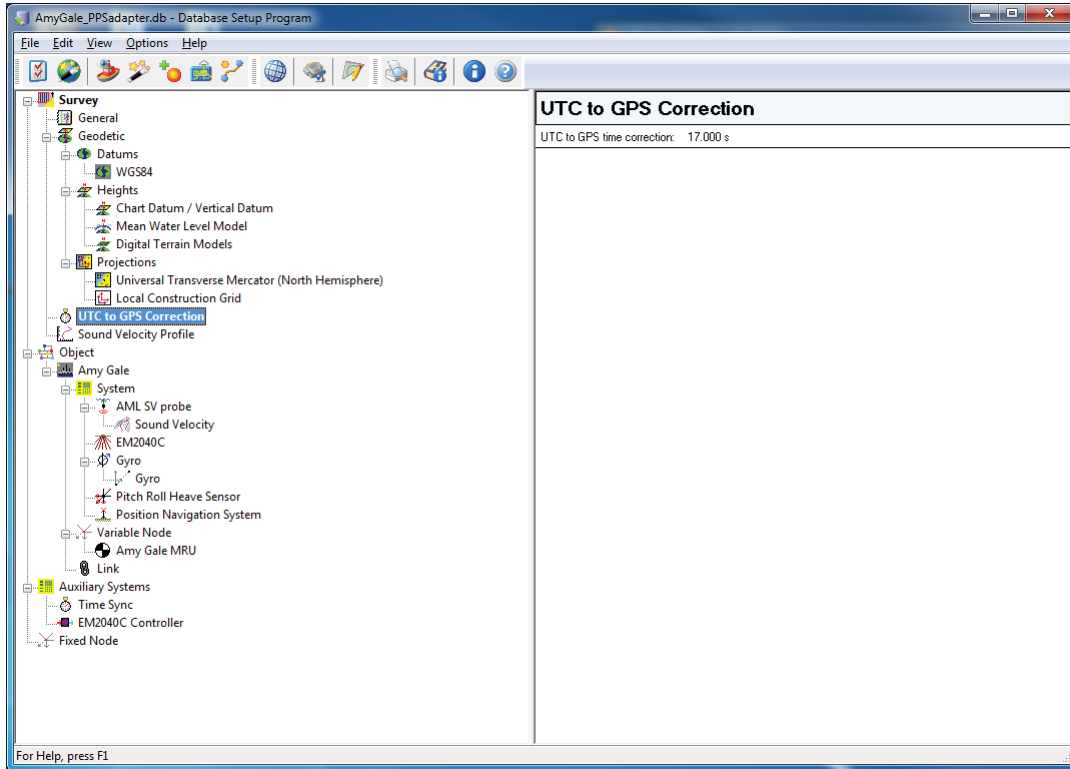 AmyGale_PPSadapter.db - Database Setup Program
File Edit View Options Help
Survey
General
Geodetic
Datums
WGS84
Heights
Chart Datum / Vertical Datum
Mean Water Level Model
Digital Terrain Models
Projections
Universal Transverse Mercator (North Hemisphere)
Local Construction Grid
UTC to GPS Correction
Sound Velocity Profile
Object
Amy Gale
System
AML SV probe
Sound Velocity
EM2040C
Gyro
Gyro
Pitch Roll Heave Sensor
Position Navigation System
Variable Node
Amy Gale MRU
Link
Auxiliary Systems
Time Sync
EM2040C Controller
Fixed Node
UTC to GPS Correction
UTC to GPS time correction: 17.000 s
For Help, press F1